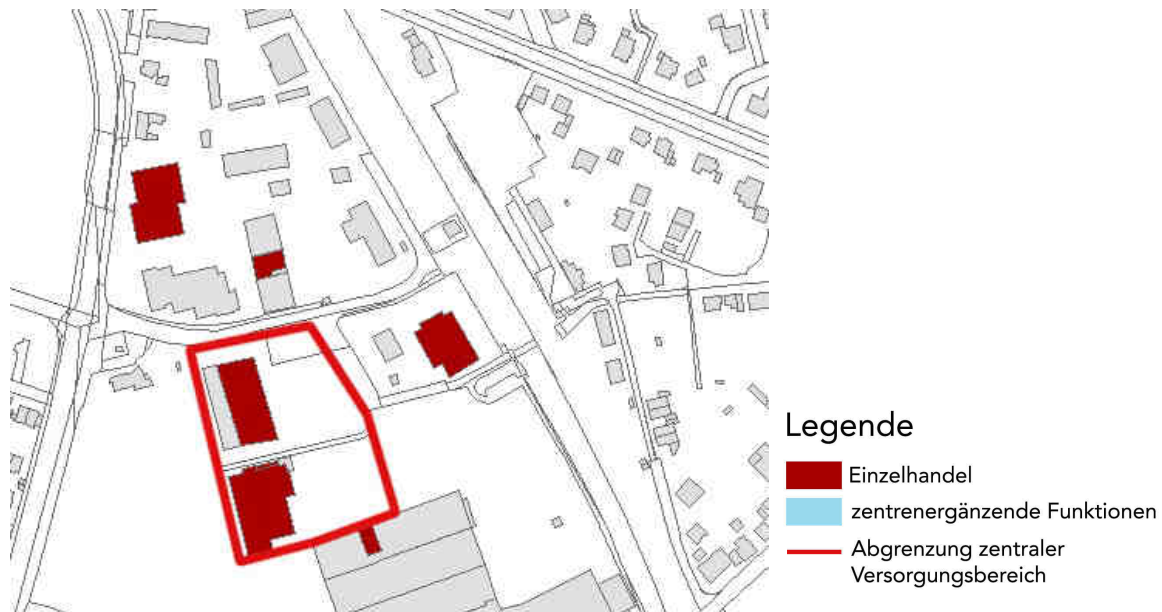 Legende
Einzelhandel
zentrenergänzende Funktionen
Abgrenzung zentraler
Versorgungsbereich